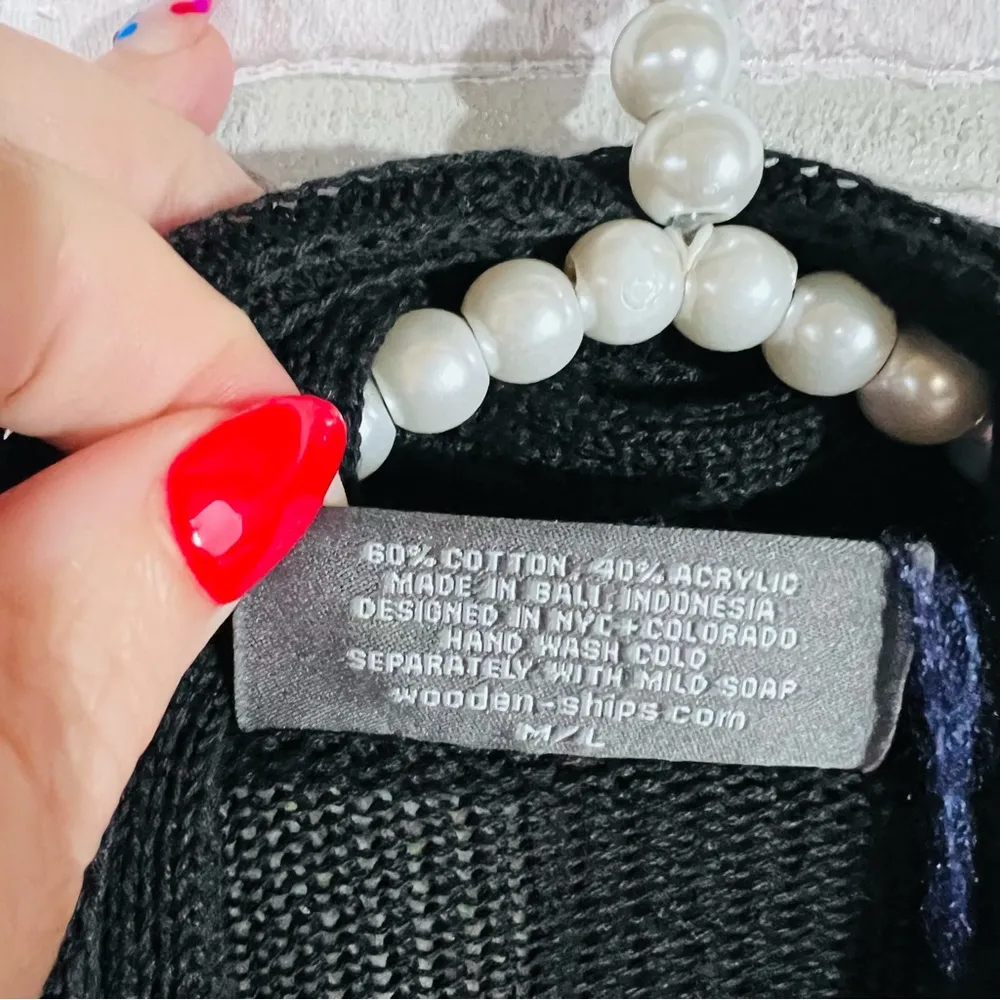 60% COTTON, 40% ACRYLIC
MADE IN BALI, INDONESIA
DESIGNED IN NYC + COLORADO
HAND WASH COLD
SEPARATELY WITH MILD SOAP
wooden-ships.com
M/L